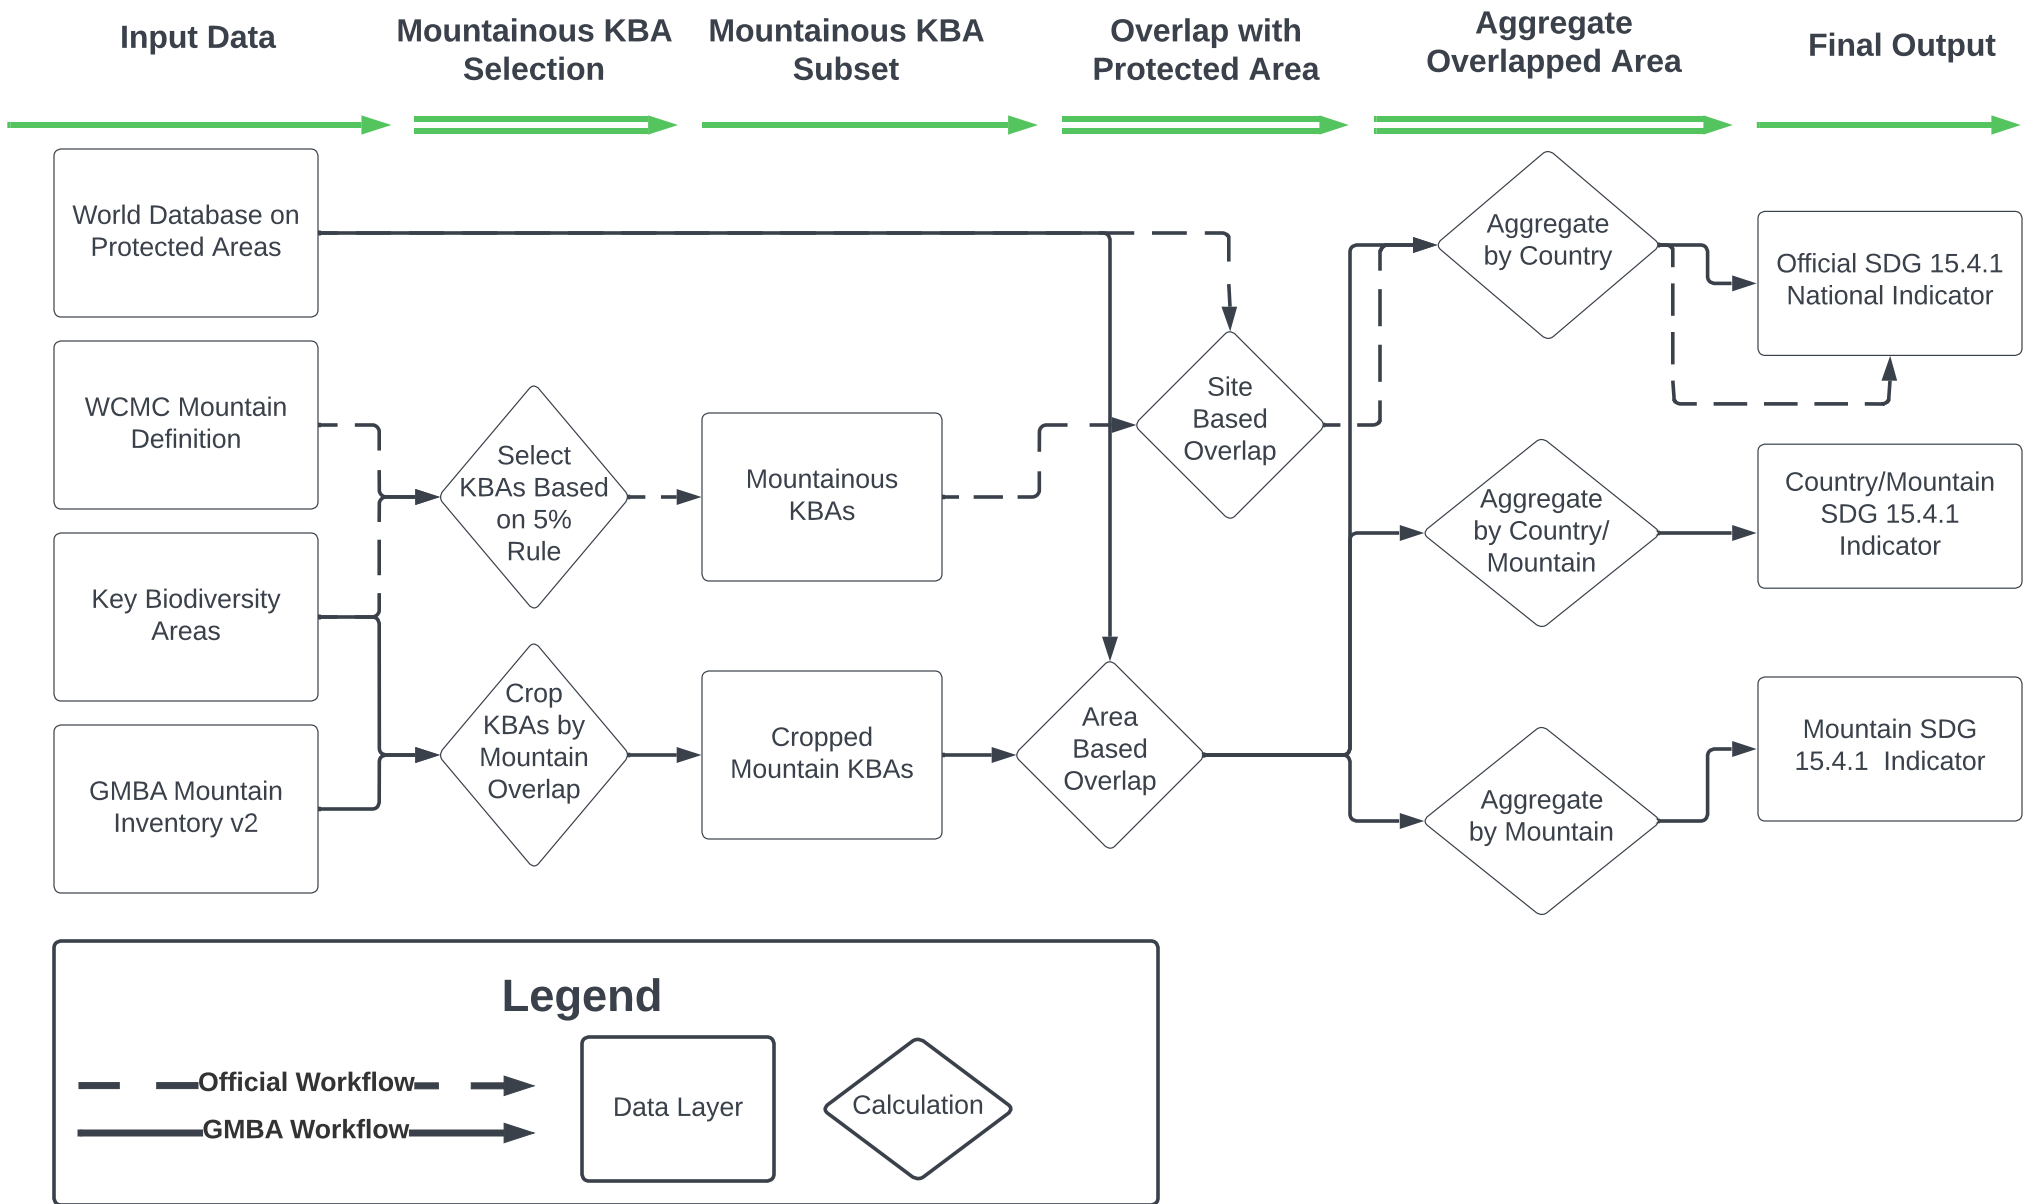 Input Data
Mountainous KBA
Selection
Mountainous KBA
Subset
Overlap with
Protected Area
Aggregate
Overlapped Area
Final Output
World Database on
Protected Areas
WCMC Mountain
Definition
Key Biodiversity
Areas
GMBA Mountain
Inventory v2
Select
KBAs Based
on 5%
Rule
Crop
KBAs by
Mountain
Overlap
Mountainous
KBAs
Cropped
Mountain KBAs
Site
Based
Overlap
Area
Based
Overlap
Aggregate
by Country
Aggregate
by Country/
Mountain
Aggregate
by Mountain
Official SDG 15.4.1
National Indicator
Country/Mountain
SDG 15.4.1
Indicator
Mountain SDG
15.4.1  Indicator
Legend
Official Workflow
GMBA Workflow
Data Layer
Calculation